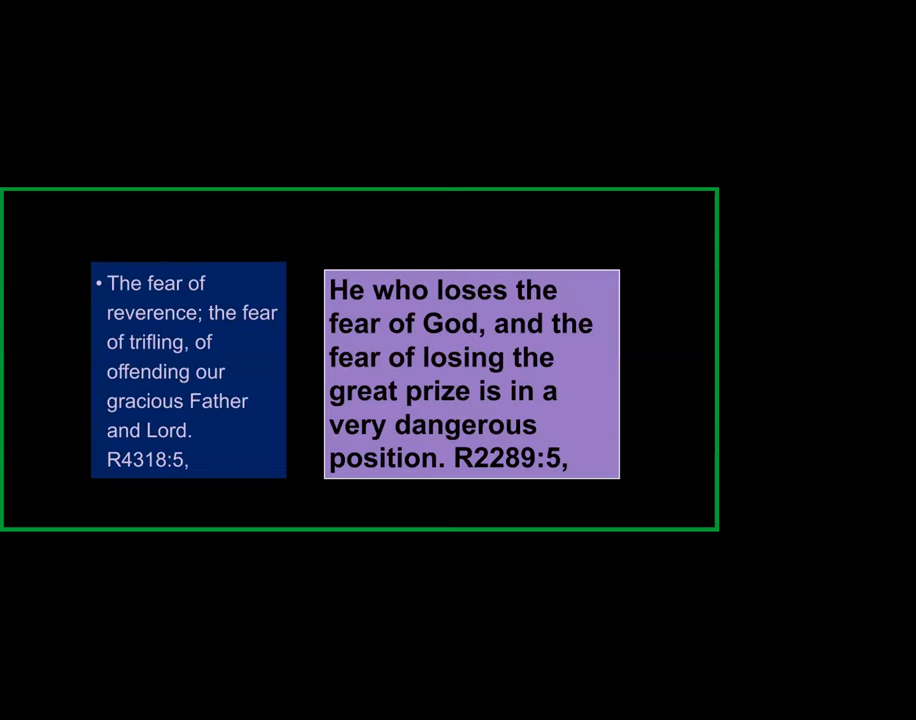 • The fear of
reverence; the fear
of trifling, of
offending our
gracious Father
and Lord.
R4318:5,
He who loses the
fear of God, and the
fear of losing the
great prize is in a
very dangerous
position. R2289:5,